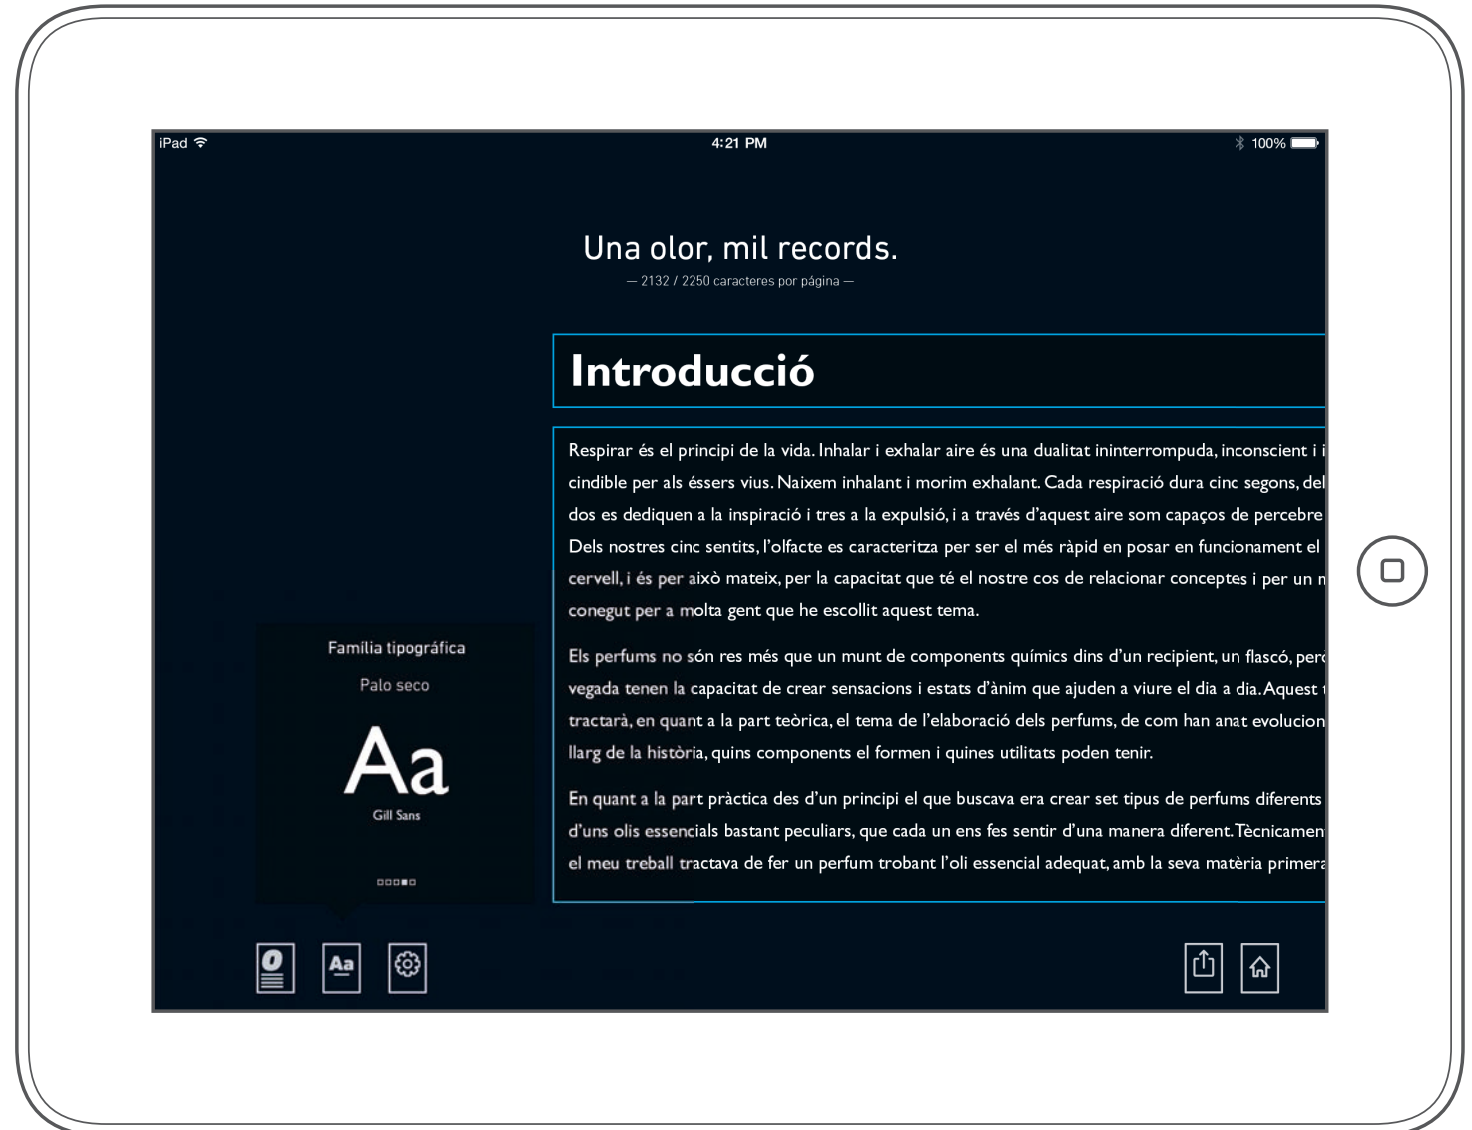 iPad
4:21 PM
100%
Una olor, mil records.
— 2132 / 2250 caracteres por página —
Introducció
Respirar és el principi de la vida. Inhalar i exhalar aire és una dualitat ininterrompuda, inconscient i
cindible per als éssers vius. Naixem inhalant i morim exhalant. Cada respiració dura cinc segons, del
dos es dediquen a la inspiració i tres a la expulsió, i a través d’aquest aire som capaços de percebre
Dels nostres cinc sentits, l’olfacte es caracteritza per ser el més ràpid en posar en funcionament el
cervell, i és per això mateix, per la capacitat que té el nostre cos de relacionar conceptes i per un
conegut per a molta gent que he escollit aquest tema.
Els perfums no són res més que un munt de components químics dins d’un recipient, un flascó, però
vegada tenen la capacitat de crear sensacions i estats d’ànim que ajuden a viure el dia a dia. Aquest
tractarà, en quant a la part teòrica, el tema de l’elaboració dels perfums, de com han anat evolucion
llarg de la història, quins components el formen i quines utilitats poden tenir.
En quant a la part pràctica des d’un principi el que buscava era crear set tipus de perfums diferents
d’uns olis essencials bastant peculiars, que cada un ens fes sentir d’una manera diferent. Tècnicamen
el meu treball tractava de fer un perfum trobant l’oli essencial adequat, amb la seva matèria primera
Família tipográfica
Palo seco
Aa
Gill Sans
O
Aa